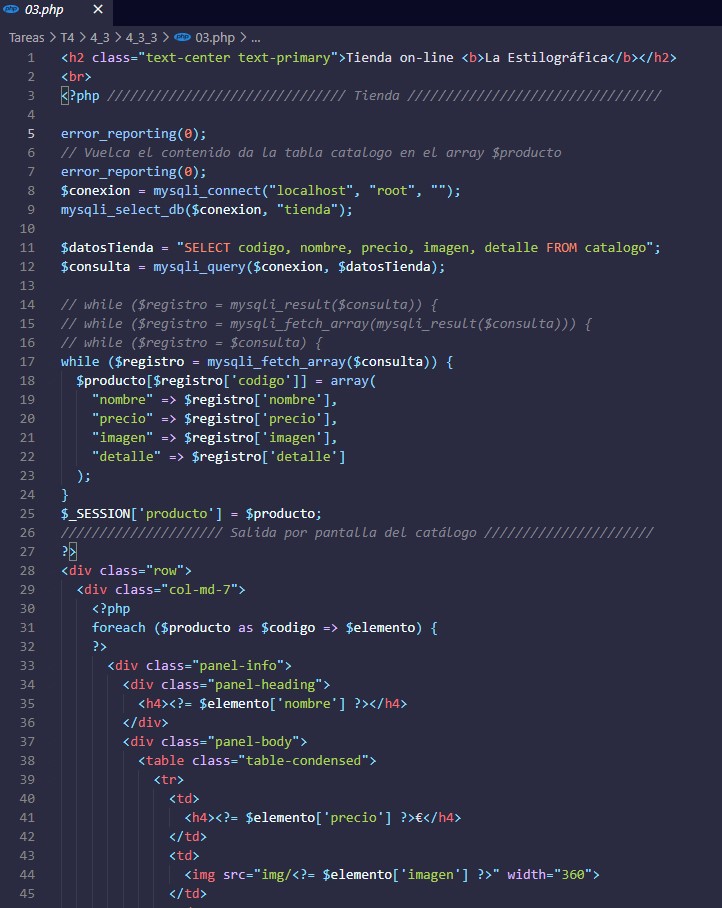 php 03.php ×
Tareas > T4 > 4_3 > 4_3_3 > php 03.php > ...
1 <h2 class="text-center text-primary">Tienda on-line <b>La Estilográfica</b></h2>
2 <br>
3 <?php /////////////////////////////// Tienda /////////////////////////////////
4
5 error_reporting(0);
6 // Vuelca el contenido da la tabla catalogo en el array $producto
7 error_reporting(0);
8 $conexion = mysqli_connect("localhost", "root", "");
9 mysqli_select_db($conexion, "tienda");
10
11 $datosTienda = "SELECT codigo, nombre, precio, imagen, detalle FROM catalogo";
12 $consulta = mysqli_query($conexion, $datosTienda);
13
14 // while ($registro = mysqli_result($consulta)) {
15 // while ($registro = mysqli_fetch_array(mysqli_result($consulta))) {
16 // while ($registro = $consulta) {
17 while ($registro = mysqli_fetch_array($consulta)) {
18 $producto[$registro['codigo']] = array(
19 "nombre" => $registro['nombre'],
20 "precio" => $registro['precio'],
21 "imagen" => $registro['imagen'],
22 "detalle" => $registro['detalle']
23 );
24 }
25 $_SESSION['producto'] = $producto;
26 ///////////////////// Salida por pantalla del catálogo //////////////////////
27 ?>
28 <div class="row">
29 <div class="col-md-7">
30 <?php
31 foreach ($producto as $codigo => $elemento) {
32 ?>
33 <div class="panel-info">
34 <div class="panel-heading">
35 <h4><?= $elemento['nombre'] ?></h4>
36 </div>
37 <div class="panel-body">
38 <table class="table-condensed">
39 <tr>
40 <td>
41 <h4><?= $elemento['precio'] ?>€</h4>
42 </td>
43 <td>
44 <img src="img/<?= $elemento['imagen'] ?>" width="360">
45 </td>